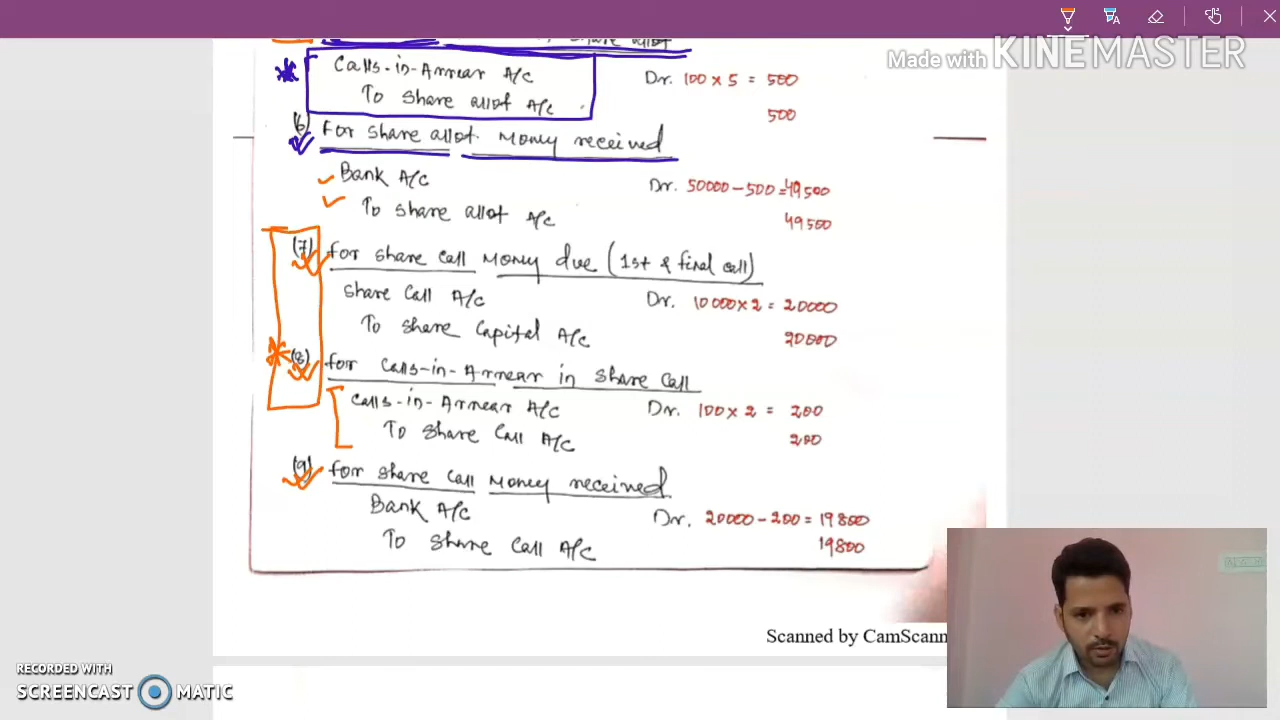 Made with KINEMASTER
Calls-in-Arrear A/c Dr. 100 x 5 = 500
To Share allot A/c 500
(6) For share allot. Money received
Bank A/c Dr. 50000 - 500 = 49500
To Share allot A/c 49500
(7) For share call Money due (1st & final call)
Share Call A/c Dr. 10000 x 2 = 20000
To Share Capital A/c 20000
(8) For Calls-in-Arrear in Share Call
Calls-in-Arrear A/c Dr. 100 x 2 = 200
To Share Call A/c 200
(9) For share Call Money received
Bank A/c Dr. 20000 - 200 = 19800
To Share Call A/c 19800
Scanned by CamScann
RECORDED WITH
SCREENCAST MATIC